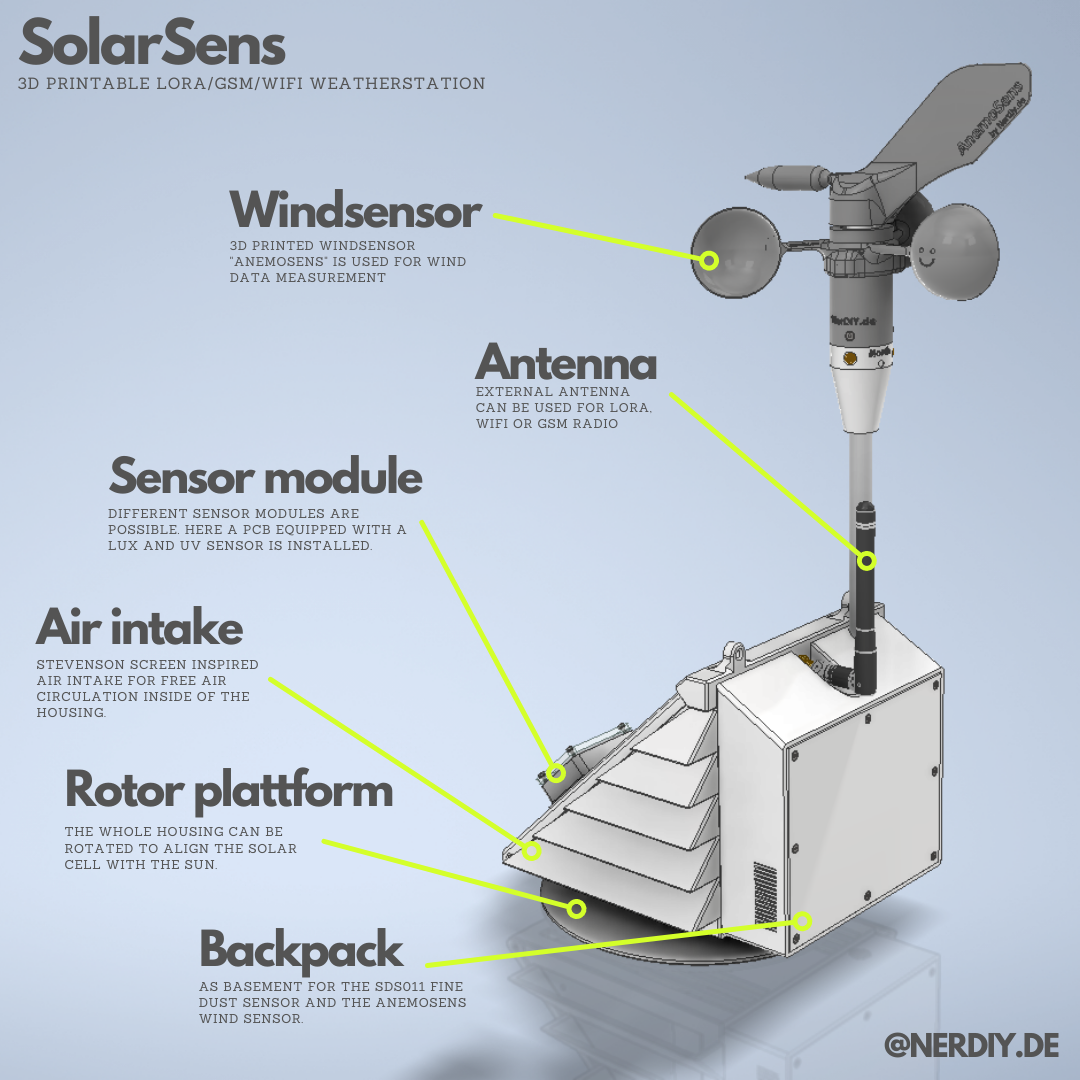 SolarSens
3D PRINTABLE LORA/GSM/WIFI WEATHERSTATION
AnemoSens
by Nerdiy.de
Windsensor
3D PRINTED WINDSENSOR
"ANEMOSENS" IS USED FOR WIND
DATA MEASUREMENT
NerDIY.de
North
Antenna
EXTERNAL ANTENNA
CAN BE USED FOR LORA,
WIFI OR GSM RADIO
Sensor module
DIFFERENT SENSOR MODULES ARE
POSSIBLE. HERE A PCB EQUIPPED WITH A
LUX AND UV SENSOR IS INSTALLED.
Air intake
STEVENSON SCREEN INSPIRED
AIR INTAKE FOR FREE AIR
CIRCULATION INSIDE OF THE
HOUSING.
Rotor plattform
THE WHOLE HOUSING CAN BE
ROTATED TO ALIGN THE SOLAR
CELL WITH THE SUN.
Backpack
AS BASEMENT FOR THE SDS011 FINE
DUST SENSOR AND THE ANEMOSENS
WIND SENSOR.
@NERDIY.DE